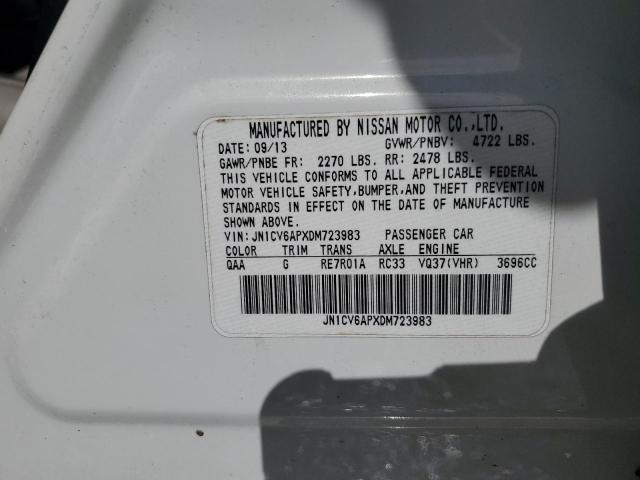 MANUFACTURED BY NISSAN MOTOR CO.,LTD.
DATE: 09/13 GVWR/PNBV: 4722 LBS.
GAWR/PNBE FR: 2270 LBS. RR: 2478 LBS.
THIS VEHICLE CONFORMS TO ALL APPLICABLE FEDERAL
MOTOR VEHICLE SAFETY,BUMPER,AND THEFT PREVENTION
STANDARDS IN EFFECT ON THE DATE OF MANUFACTURE
SHOWN ABOVE.
VIN: JN1CV6APXDM723983 PASSENGER CAR
COLOR TRIM TRANS AXLE ENGINE
QAA G RE7R01A RC33 VQ37(VHR) 3696CC
JN1CV6APXDM723983